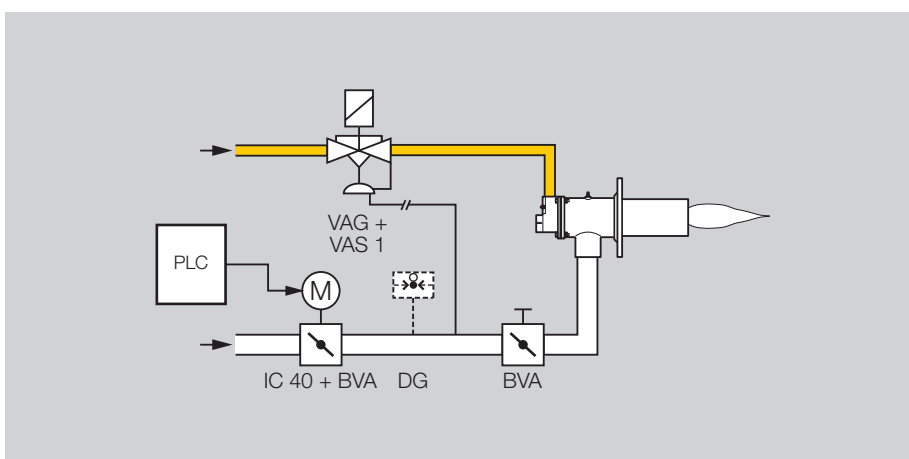 VAG +
VAS 1
PLC
M
IC 40 + BVA
DG
BVA